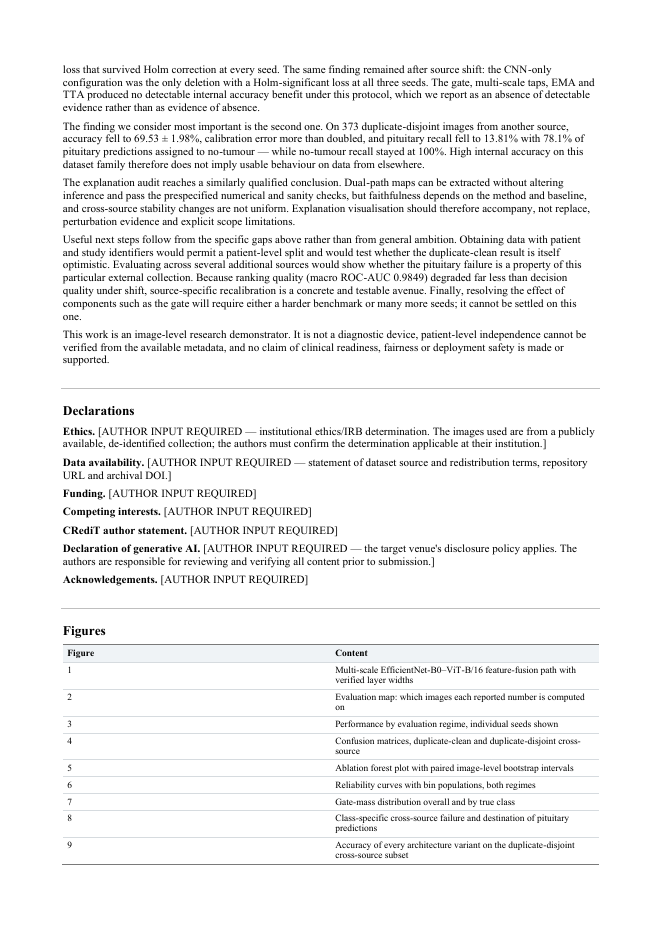 loss that survived Holm correction at every seed. The same finding remained after source shift: the CNN-only
configuration was the only deletion with a Holm-significant loss at all three seeds. The gate, multi-scale taps, EMA and
TTA produced no detectable internal accuracy benefit under this protocol, which we report as an absence of detectable
evidence rather than as evidence of absence.
The finding we consider most important is the second one. On 373 duplicate-disjoint images from another source,
accuracy fell to 69.53 ± 1.98%, calibration error more than doubled, and pituitary recall fell to 13.81% with 78.1% of
pituitary predictions assigned to no-tumour — while no-tumour recall stayed at 100%. High internal accuracy on this
dataset family therefore does not imply usable behaviour on data from elsewhere.
The explanation audit reaches a similarly qualified conclusion. Dual-path maps can be extracted without altering
inference and pass the prespecified numerical and sanity checks, but faithfulness depends on the method and baseline,
and cross-source stability changes are not uniform. Explanation visualisation should therefore accompany, not replace,
perturbation evidence and explicit scope limitations.
Useful next steps follow from the specific gaps above rather than from general ambition. Obtaining data with patient
and study identifiers would permit a patient-level split and would test whether the duplicate-clean result is itself
optimistic. Evaluating across several additional sources would show whether the pituitary failure is a property of this
particular external collection. Because ranking quality (macro ROC-AUC 0.9849) degraded far less than decision
quality under shift, source-specific recalibration is a concrete and testable avenue. Finally, resolving the effect of
components such as the gate will require either a harder benchmark or many more seeds; it cannot be settled on this
one.
This work is an image-level research demonstrator. It is not a diagnostic device, patient-level independence cannot be
verified from the available metadata, and no claim of clinical readiness, fairness or deployment safety is made or
supported.
Declarations
Ethics. [AUTHOR INPUT REQUIRED — institutional ethics/IRB determination. The images used are from a publicly
available, de-identified collection; the authors must confirm the determination applicable at their institution.]
Data availability. [AUTHOR INPUT REQUIRED — statement of dataset source and redistribution terms, repository
URL and archival DOI.]
Funding. [AUTHOR INPUT REQUIRED]
Competing interests. [AUTHOR INPUT REQUIRED]
CRediT author statement. [AUTHOR INPUT REQUIRED]
Declaration of generative AI. [AUTHOR INPUT REQUIRED — the target venue's disclosure policy applies. The
authors are responsible for reviewing and verifying all content prior to submission.]
Acknowledgements. [AUTHOR INPUT REQUIRED]
Figures
Figure Content
1 Multi-scale EfficientNet-B0–ViT-B/16 feature-fusion path with
verified layer widths
2 Evaluation map: which images each reported number is computed
on
3 Performance by evaluation regime, individual seeds shown
4 Confusion matrices, duplicate-clean and duplicate-disjoint cross-
source
5 Ablation forest plot with paired image-level bootstrap intervals
6 Reliability curves with bin populations, both regimes
7 Gate-mass distribution overall and by true class
8 Class-specific cross-source failure and destination of pituitary
predictions
9 Accuracy of every architecture variant on the duplicate-disjoint
cross-source subset